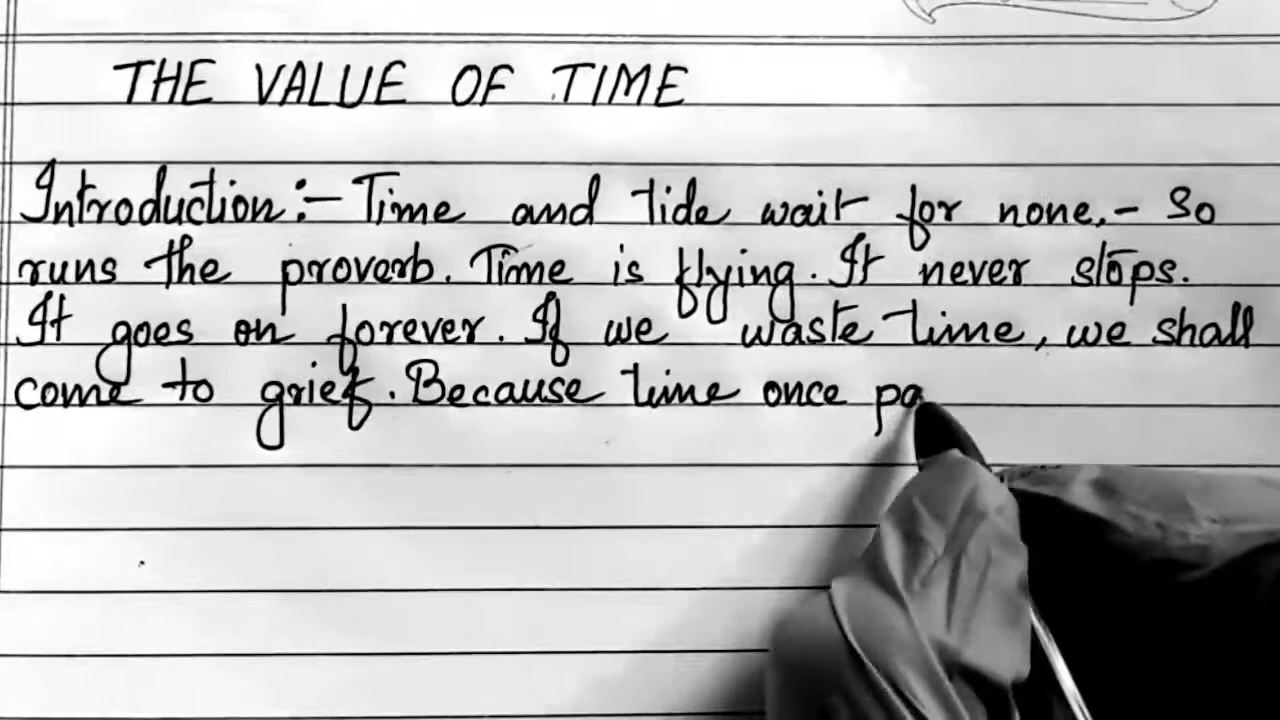 THE VALUE OF TIME
Introduction:- Time and tide wait for none.- So
runs the proverb. Time is flying. It never stops.
It goes on forever. If we waste time, we shall
come to grief. Because time once pa